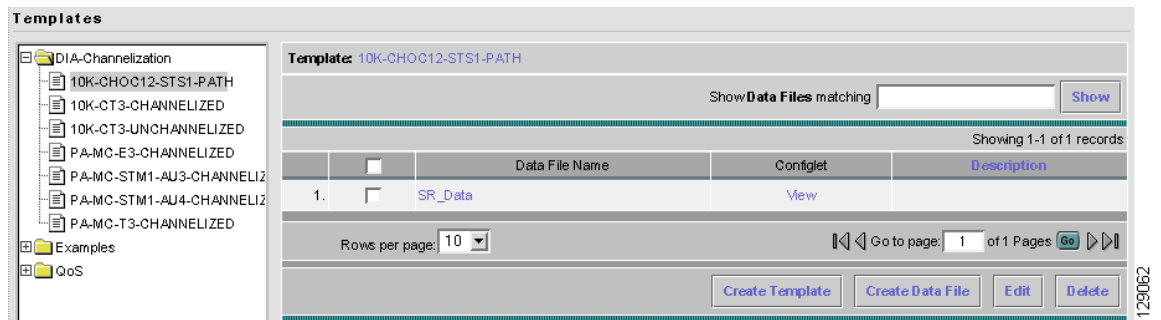 Templates
DIA-Channelization
10K-CHOC12-STS1-PATH
10K-CT3-CHANNELIZED
10K-CT3-UNCHANNELIZED
PA-MC-E3-CHANNELIZED
PA-MC-STM1-AU3-CHANNELIZ
PA-MC-STM1-AU4-CHANNELIZ
PA-MC-T3-CHANNELIZED
Examples
QoS
Template: 10K-CHOC12-STS1-PATH
Show Data Files matching Show
Showing 1-1 of 1 records
Data File Name Configlet Description
1. SR_Data View
Rows per page: 10 Go to page: 1 of 1 Pages Go
Create Template Create Data File Edit Delete
129062